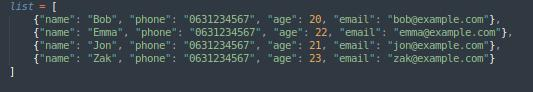 list = [
{"name": "Bob", "phone": "0631234567", "age": 20, "email": "bob@example.com"},
{"name": "Emma", "phone": "0631234567", "age": 22, "email": "emma@example.com"},
{"name": "Jon", "phone": "0631234567", "age": 21, "email": "jon@example.com"},
{"name": "Zak", "phone": "0631234567", "age": 23, "email": "zak@example.com"}
]